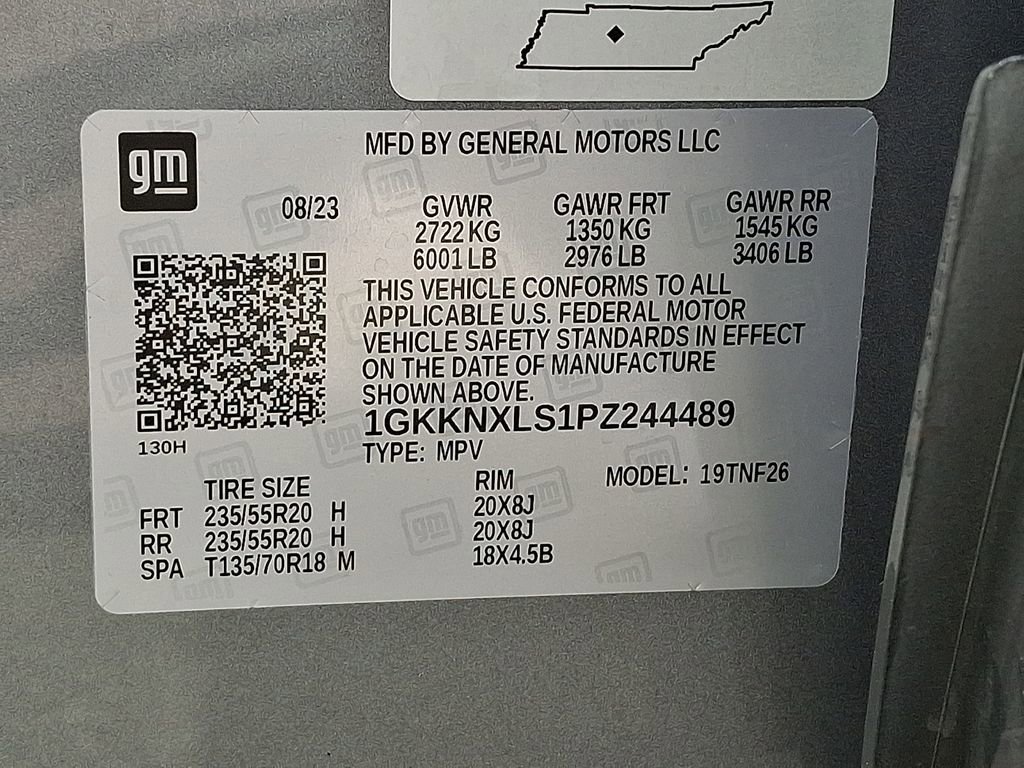 gm
MFD BY GENERAL MOTORS LLC
08/23 GVWR GAWR FRT GAWR RR
2722 KG 1350 KG 1545 KG
6001 LB 2976 LB 3406 LB
THIS VEHICLE CONFORMS TO ALL
APPLICABLE U.S. FEDERAL MOTOR
VEHICLE SAFETY STANDARDS IN EFFECT
ON THE DATE OF MANUFACTURE
SHOWN ABOVE.
1GKKNXLS1PZ244489
130H
TYPE: MPV
TIRE SIZE RIM MODEL: 19TNF26
FRT 235/55R20 H 20X8J
RR 235/55R20 H 20X8J
SPA T135/70R18 M 18X4.5B